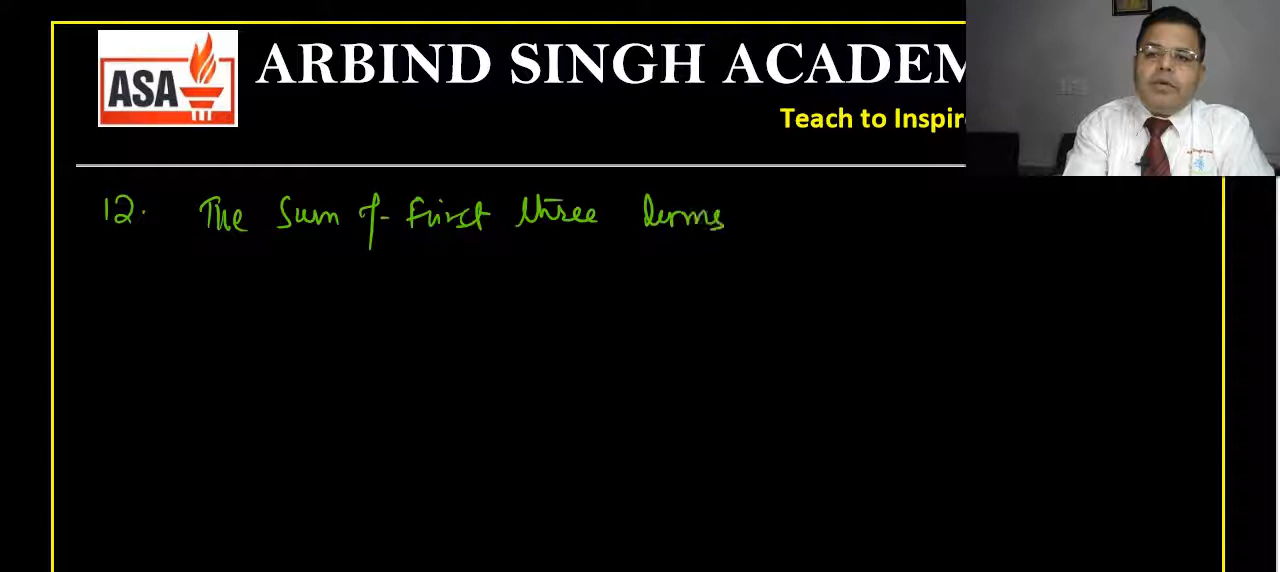 ASA
ARBIND SINGH ACADEM
Teach to Inspir
12. The Sum of first three terms